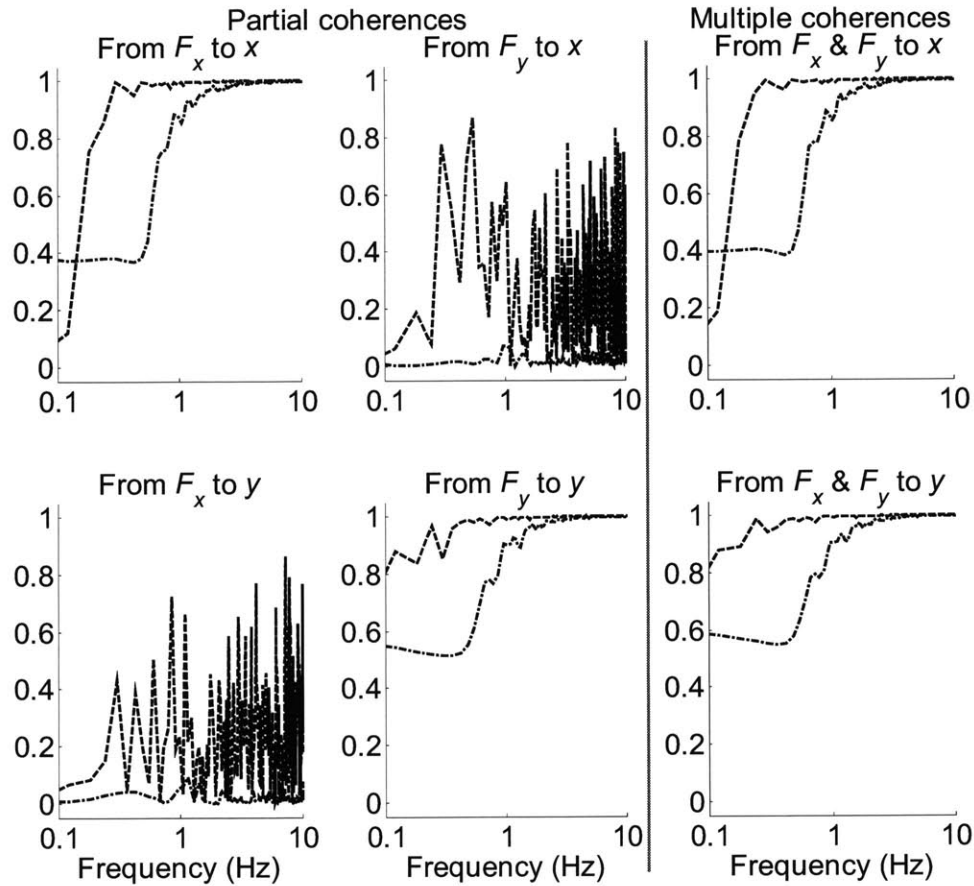 Partial coherences
Multiple coherences
From F_x to x
From F_y to x
From F_x & F_y to x
1
0.8
0.6
0.4
0.2
0
0.1 1 10
1
0.8
0.6
0.4
0.2
0
0.1 1 10
1
0.8
0.6
0.4
0.2
0
0.1 1 10
From F_x to y
From F_y to y
From F_x & F_y to y
1
0.8
0.6
0.4
0.2
0
0.1 1 10
Frequency (Hz)
1
0.8
0.6
0.4
0.2
0
0.1 1 10
Frequency (Hz)
1
0.8
0.6
0.4
0.2
0
0.1 1 10
Frequency (Hz)